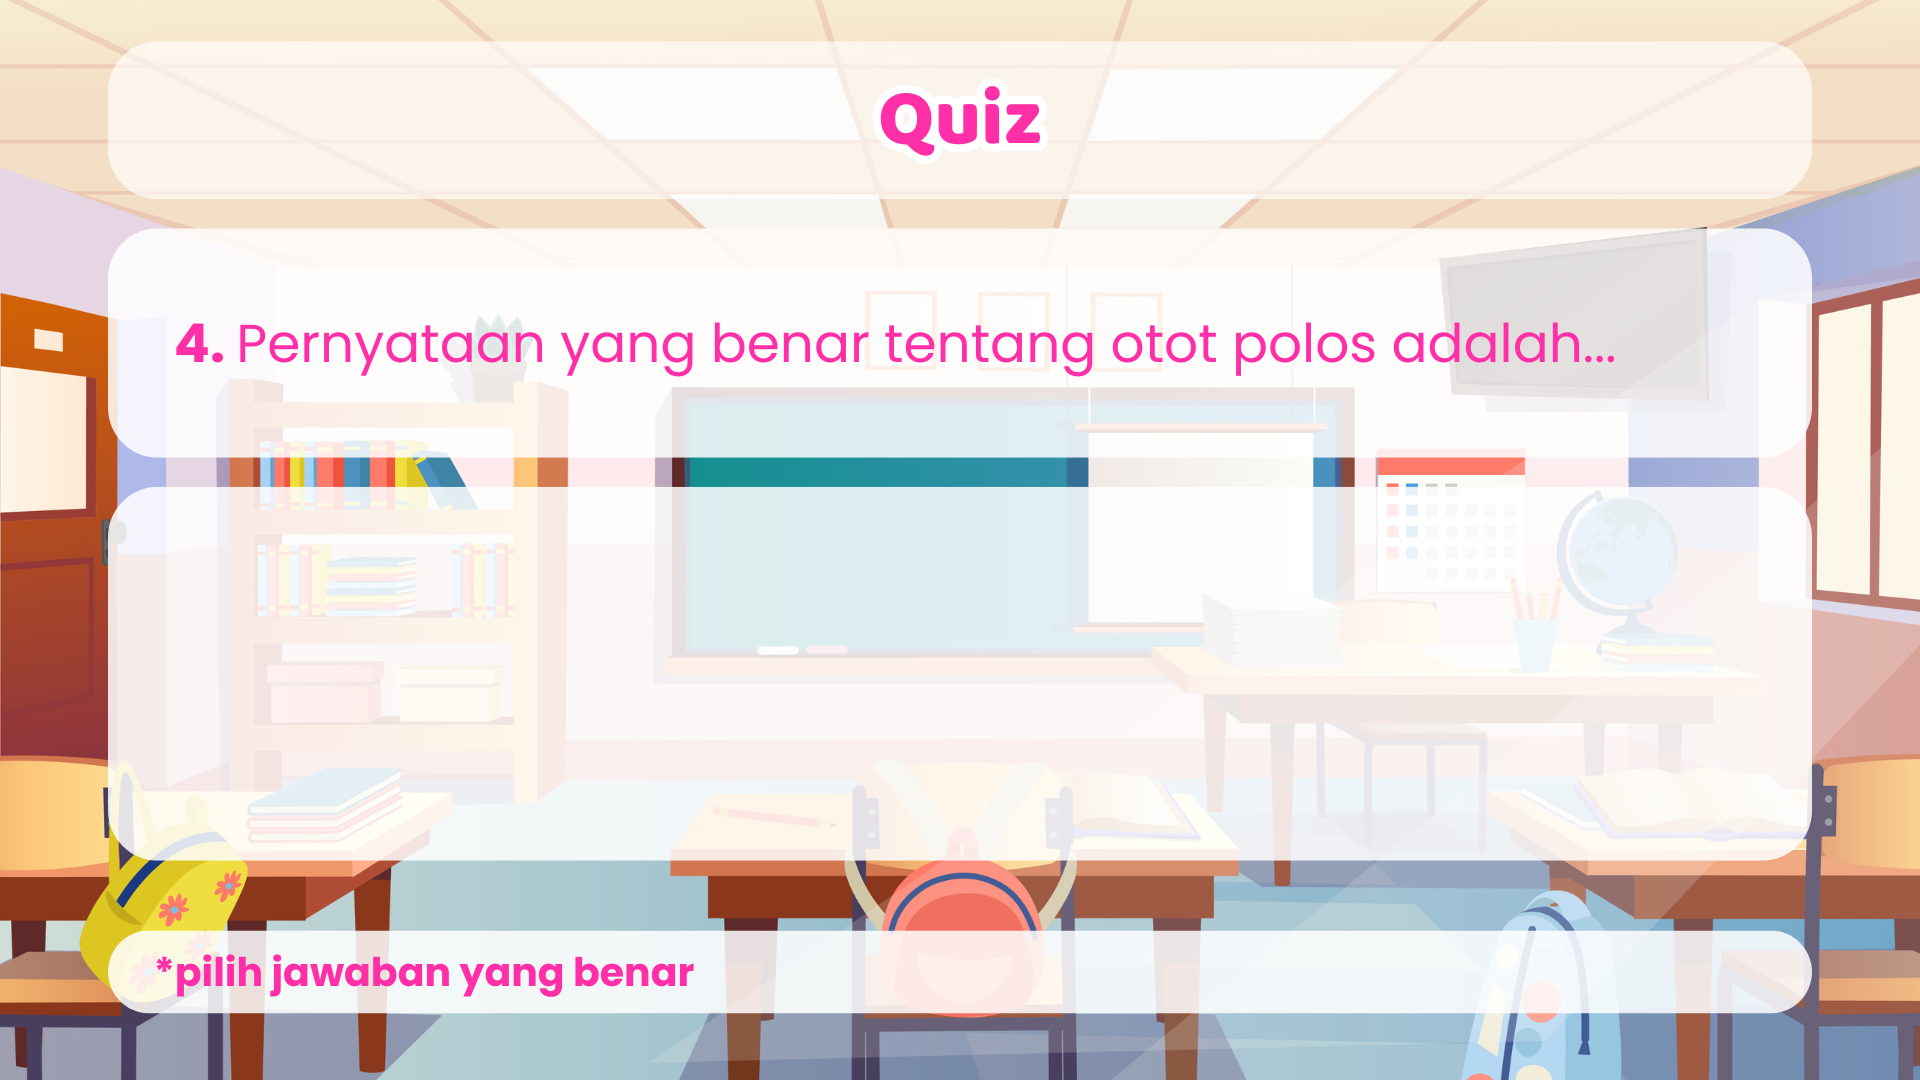 Quiz
4. Pernyataan yang benar tentang otot polos adalah...
*pilih jawaban yang benar